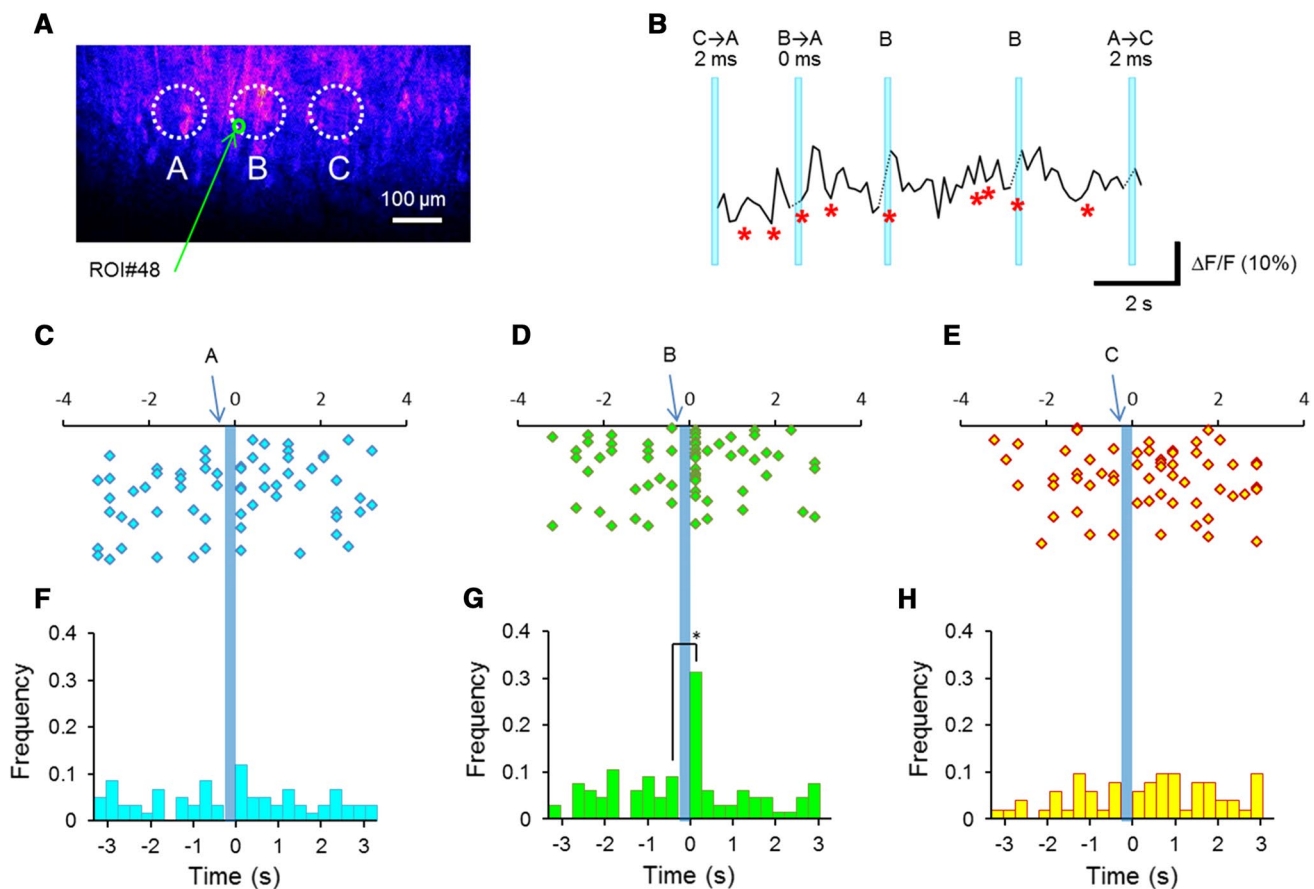 A
A B C
100 µm
ROI#48
B
C→A B→A B B A→C
2 ms 0 ms 2 ms
* * * * * * * * *
ΔF/F (10%)
2 s
C
A
-4 -2 0 2 4
D
B
-4 -2 0 2 4
E
C
-4 -2 0 2 4
F
0.4
0.3
0.2
0.1
0
Frequency
-3 -2 -1 0 1 2 3
Time (s)
G
*
0.4
0.3
0.2
0.1
0
Frequency
-3 -2 -1 0 1 2 3
Time (s)
H
0.4
0.3
0.2
0.1
0
Frequency
-3 -2 -1 0 1 2 3
Time (s)